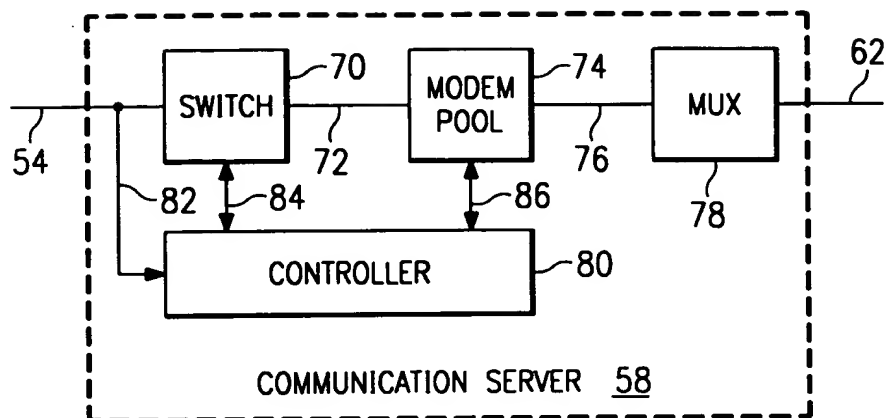 70
74
62
SWITCH
MODEM
POOL
MUX
54
72
76
82
84
86
78
CONTROLLER
80
COMMUNICATION SERVER 58